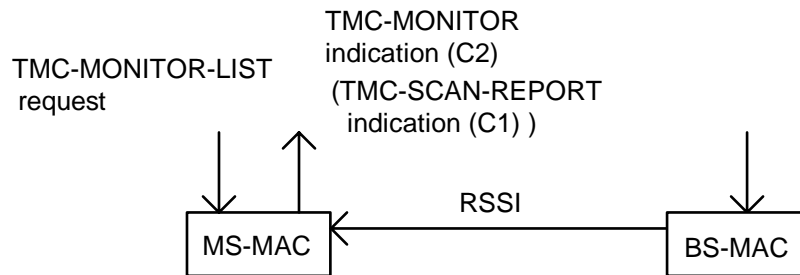 TMC-MONITOR
indication (C2)
TMC-MONITOR-LIST
request
(TMC-SCAN-REPORT
indication (C1) )
RSSI
MS-MAC
BS-MAC